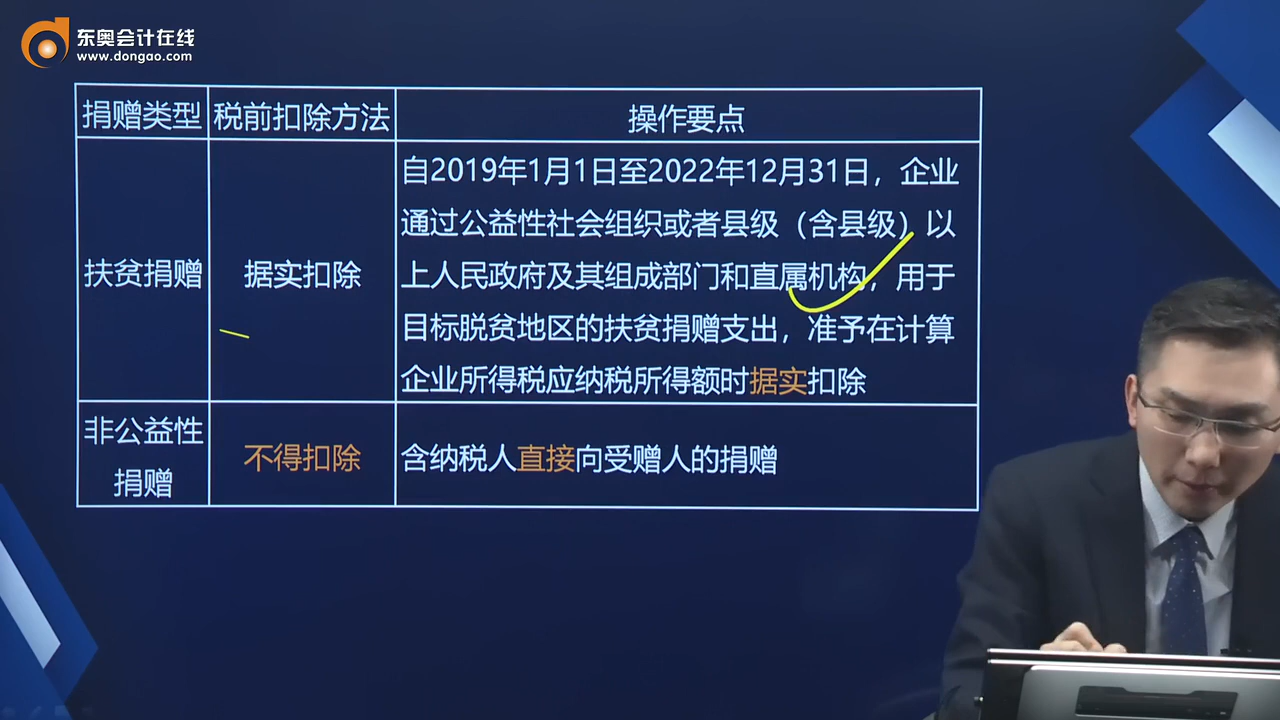 东奥会计在线
www.dongao.com
捐赠类型 税前扣除方法 操作要点
扶贫捐赠 据实扣除
自2019年1月1日至2022年12月31日，企业
通过公益性社会组织或者县级（含县级）以
上人民政府及其组成部门和直属机构，用于
目标脱贫地区的扶贫捐赠支出，准予在计算
企业所得税应纳税所得额时据实扣除
非公益性
捐赠
不得扣除
含纳税人直接向受赠人的捐赠